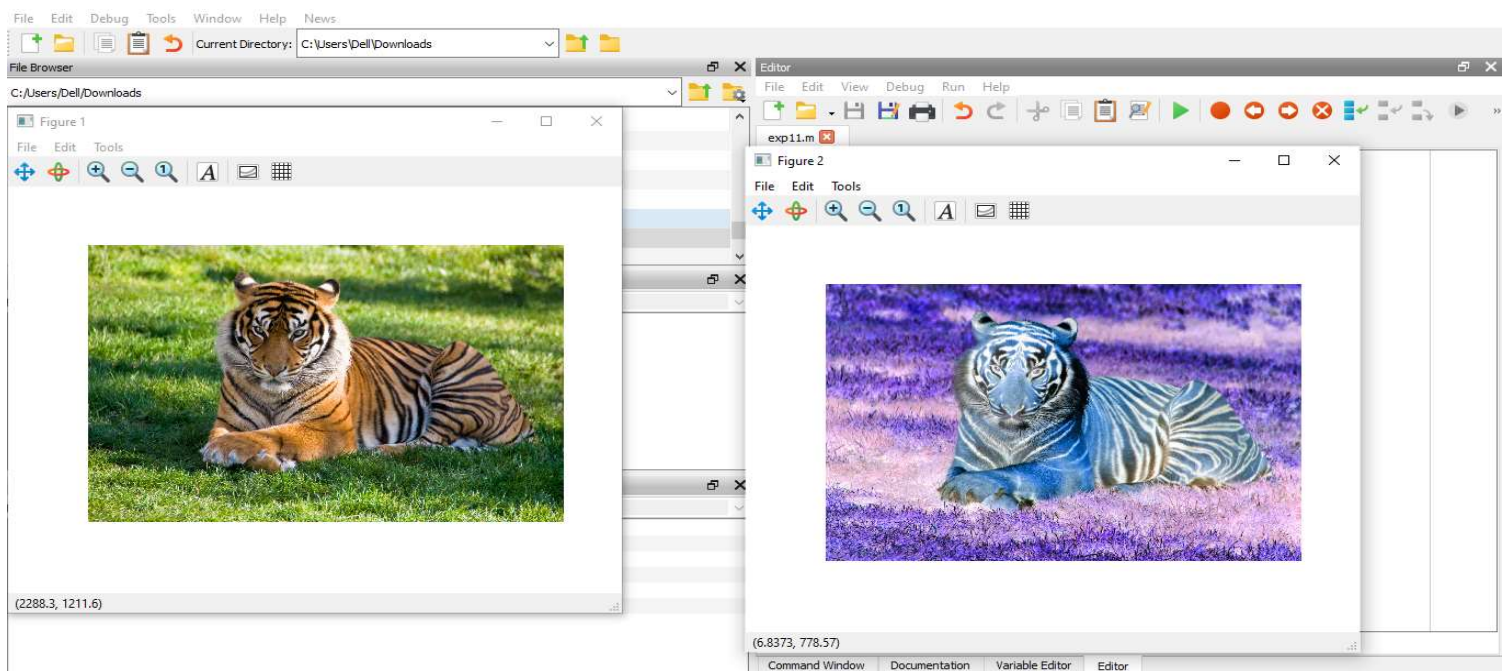 File Edit Debug Tools Window Help News
Current Directory: C:\Users\Dell\Downloads
File Browser
C:/Users/Dell/Downloads
Figure 1
File Edit Tools
1
A
(2288.3, 1211.6)
Editor
File Edit View Debug Run Help
»
exp11.m
Figure 2
File Edit Tools
1
A
(6.8373, 778.57)
Command Window Documentation Variable Editor Editor